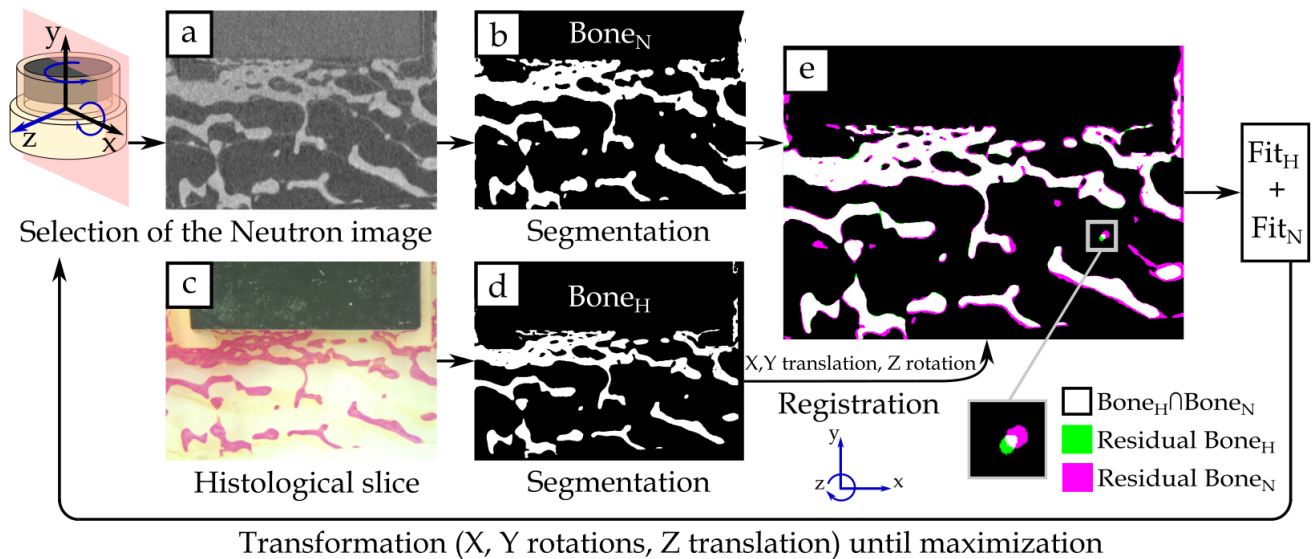 y
z
x
a
Selection of the Neutron image
b
Bone_N
Segmentation
c
Histological slice
d
Bone_H
Segmentation
X,Y translation, Z rotation
Registration
y
z
x
e
Fit_H
+
Fit_N
Bone_H∩Bone_N
Residual Bone_H
Residual Bone_N
Transformation (X, Y rotations, Z translation) until maximization